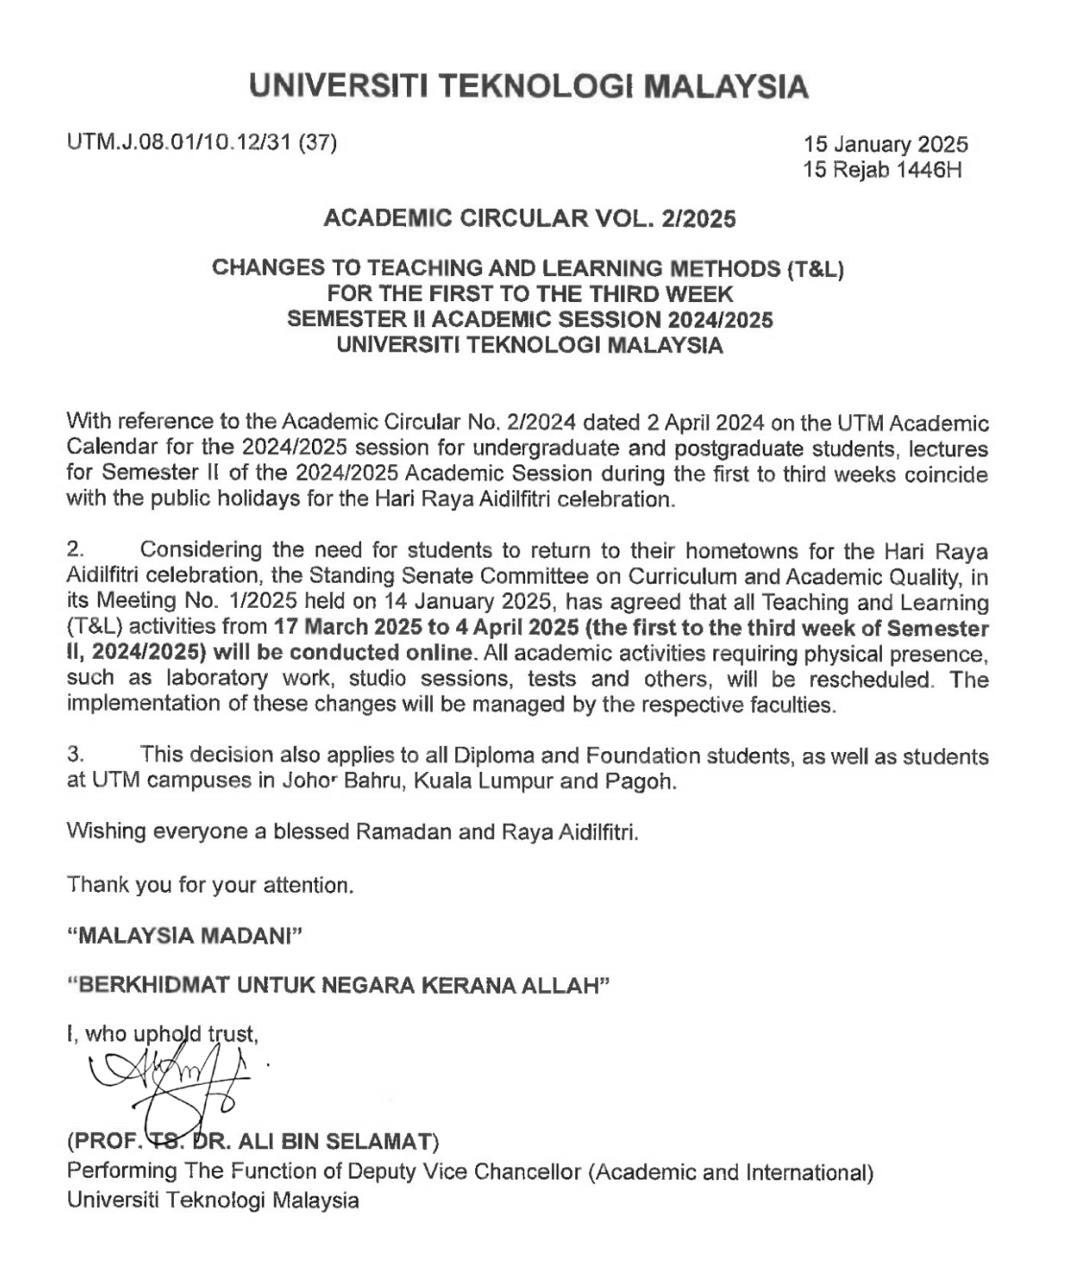 UNIVERSITI TEKNOLOGI MALAYSIA
UTM.J.08.01/10.12/31 (37)
15 January 2025
15 Rejab 1446H
ACADEMIC CIRCULAR VOL. 2/2025
CHANGES TO TEACHING AND LEARNING METHODS (T&L)
FOR THE FIRST TO THE THIRD WEEK
SEMESTER II ACADEMIC SESSION 2024/2025
UNIVERSITI TEKNOLOGI MALAYSIA
With reference to the Academic Circular No. 2/2024 dated 2 April 2024 on the UTM Academic
Calendar for the 2024/2025 session for undergraduate and postgraduate students, lectures
for Semester II of the 2024/2025 Academic Session during the first to third weeks coincide
with the public holidays for the Hari Raya Aidilfitri celebration.
2. Considering the need for students to return to their hometowns for the Hari Raya
Aidilfitri celebration, the Standing Senate Committee on Curriculum and Academic Quality, in
its Meeting No. 1/2025 held on 14 January 2025, has agreed that all Teaching and Learning
(T&L) activities from 17 March 2025 to 4 April 2025 (the first to the third week of Semester
II, 2024/2025) will be conducted online. All academic activities requiring physical presence,
such as laboratory work, studio sessions, tests and others, will be rescheduled. The
implementation of these changes will be managed by the respective faculties.
3. This decision also applies to all Diploma and Foundation students, as well as students
at UTM campuses in Johor Bahru, Kuala Lumpur and Pagoh.
Wishing everyone a blessed Ramadan and Raya Aidilfitri.
Thank you for your attention.
“MALAYSIA MADANI”
“BERKHIDMAT UNTUK NEGARA KERANA ALLAH”
I, who uphold trust,
(PROF. TS. DR. ALI BIN SELAMAT)
Performing The Function of Deputy Vice Chancellor (Academic and International)
Universiti Teknologi Malaysia